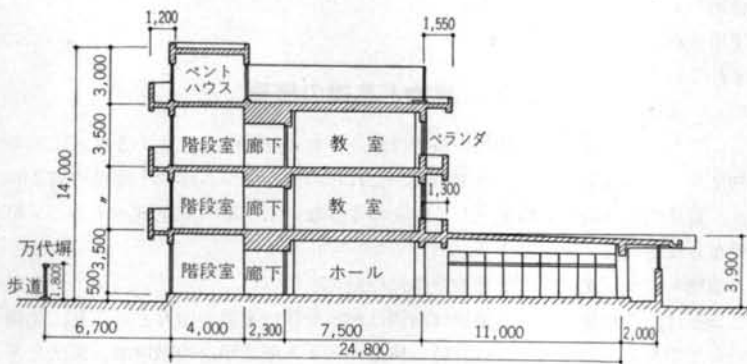 1,200
1,550
3,000
ペント
ハウス
3,500
14,000
階段室 廊下 教室 ベランダ
〃
1,300
階段室 廊下 教室
万代塀
3,500
1,800
歩道
500
階段室 廊下 ホール
3,900
6,700 4,000 2,300 7,500 11,000 2,000
24,800